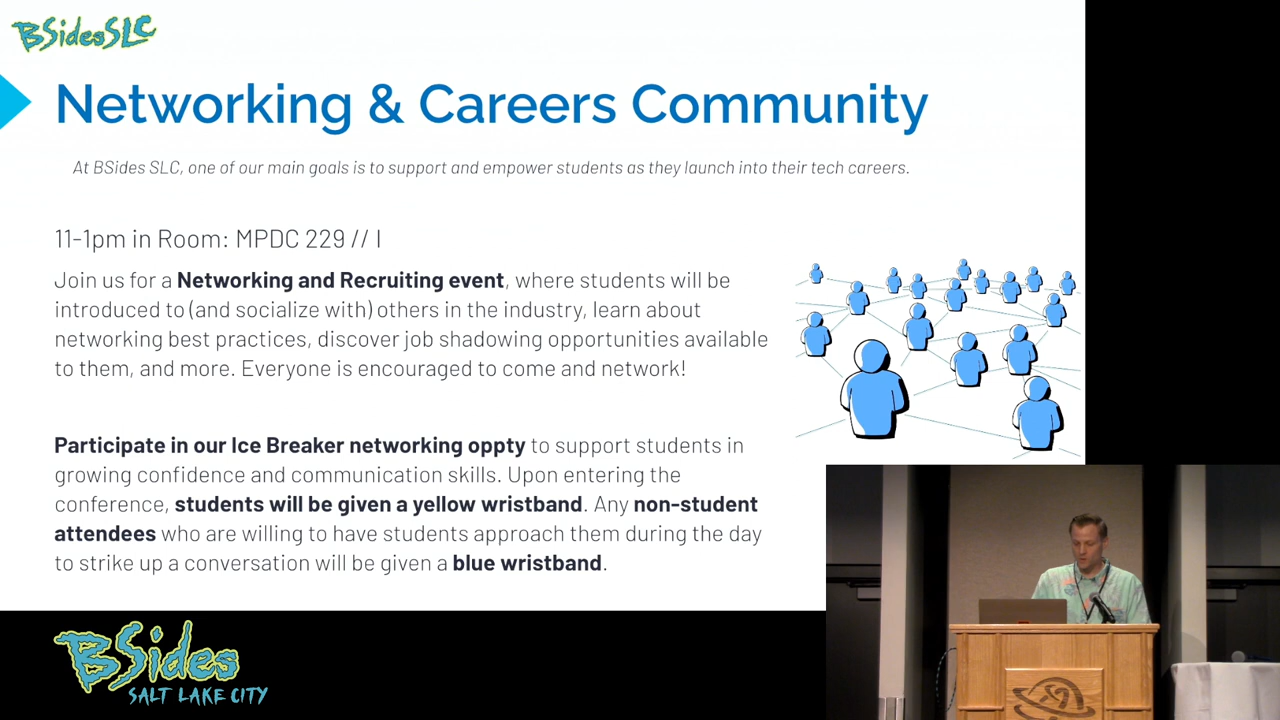 BSidesSLC
Networking & Careers Community
At BSides SLC, one of our main goals is to support and empower students as they launch into their tech careers.
11-1pm in Room: MPDC 229 // I
Join us for a Networking and Recruiting event, where students will be
introduced to (and socialize with) others in the industry, learn about
networking best practices, discover job shadowing opportunities available
to them, and more. Everyone is encouraged to come and network!
Participate in our Ice Breaker networking oppty to support students in
growing confidence and communication skills. Upon entering the
conference, students will be given a yellow wristband. Any non-student
attendees who are willing to have students approach them during the day
to strike up a conversation will be given a blue wristband.
BSides
SALT LAKE CITY